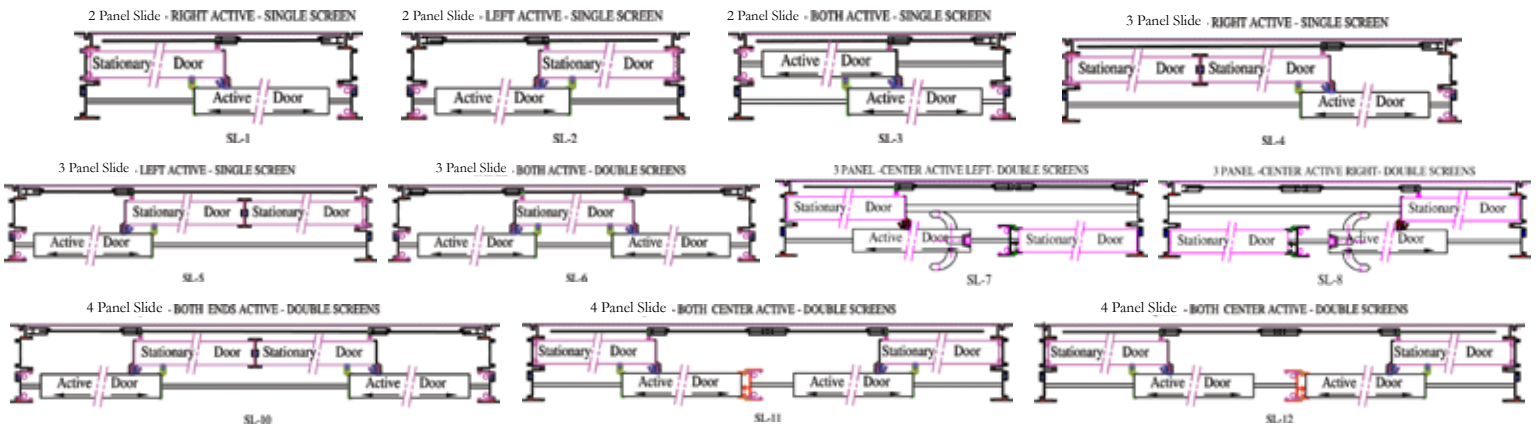 2 Panel Slide - RIGHT ACTIVE - SINGLE SCREEN
Stationary Door
Active Door
SL-1
2 Panel Slide - LEFT ACTIVE - SINGLE SCREEN
Stationary Door
Active Door
SL-2
2 Panel Slide - BOTH ACTIVE - SINGLE SCREEN
Active Door
Active Door
SL-3
3 Panel Slide - RIGHT ACTIVE - SINGLE SCREEN
Stationary Door Stationary Door
Active Door
SL-4
3 Panel Slide - LEFT ACTIVE - SINGLE SCREEN
Stationary Door Stationary Door
Active Door
SL-5
3 Panel Slide - BOTH ACTIVE - DOUBLE SCREENS
Stationary Door
Active Door Active Door
SL-6
3 PANEL -CENTER ACTIVE LEFT- DOUBLE SCREENS
Stationary Door
Active Door Stationary Door
SL-7
3 PANEL -CENTER ACTIVE RIGHT- DOUBLE SCREENS
Stationary Door
Stationary Door Active Door
SL-8
4 Panel Slide - BOTH ENDS ACTIVE - DOUBLE SCREENS
Stationary Door Stationary Door
Active Door Active Door
SL-10
4 Panel Slide - BOTH CENTER ACTIVE - DOUBLE SCREENS
Stationary Door Stationary Door
Active Door Active Door
SL-11
4 Panel Slide - BOTH CENTER ACTIVE - DOUBLE SCREENS
Stationary Door Stationary Door
Active Door Active Door
SL-12